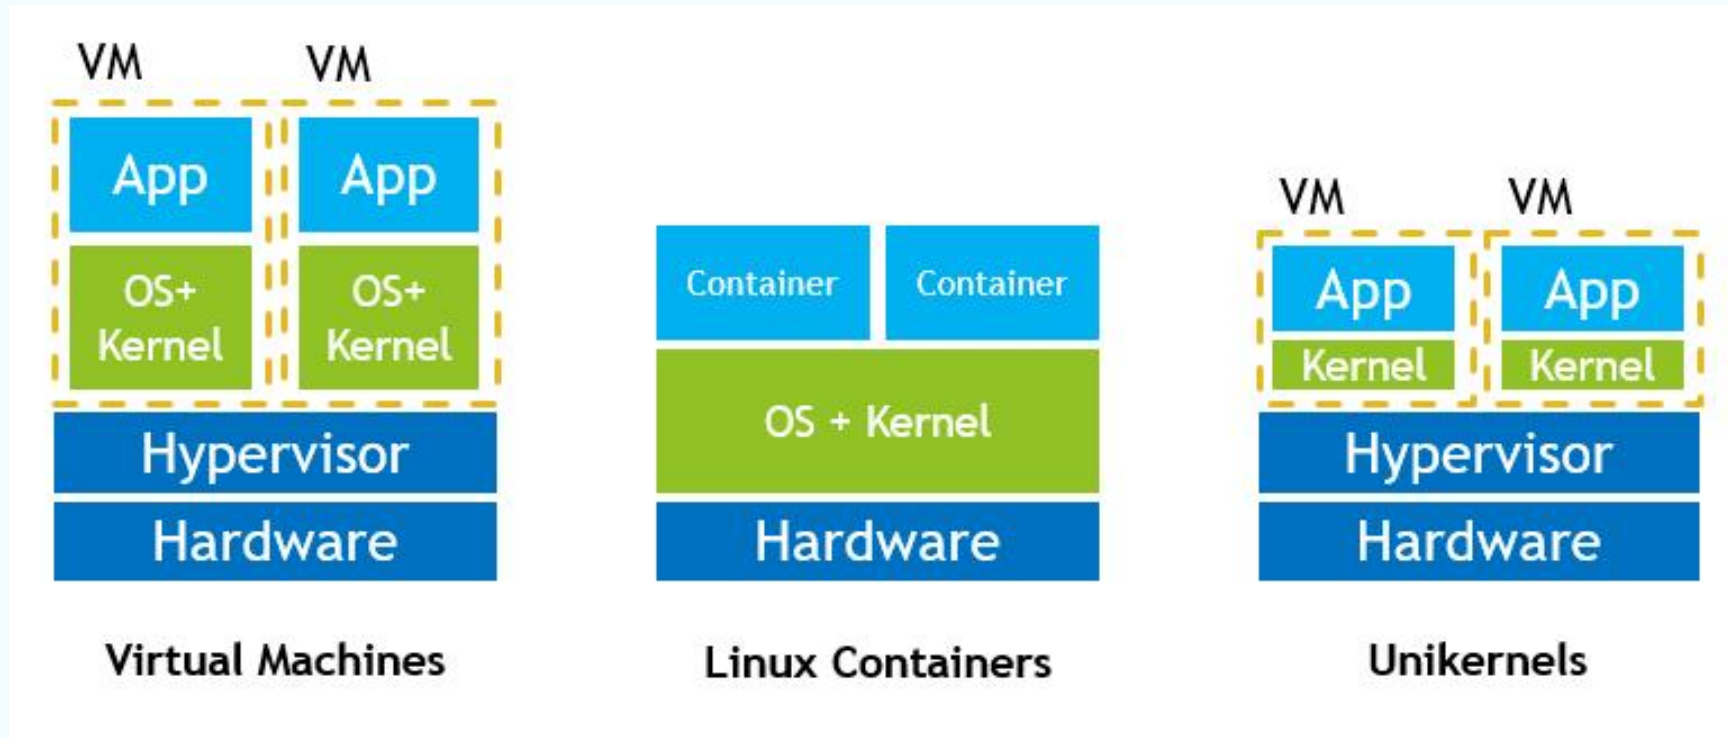 VM
VM
App
App
OS+
Kernel
OS+
Kernel
Hypervisor
Hardware
Virtual Machines
Container
Container
OS + Kernel
Hardware
Linux Containers
VM
VM
App
App
Kernel
Kernel
Hypervisor
Hardware
Unikernels